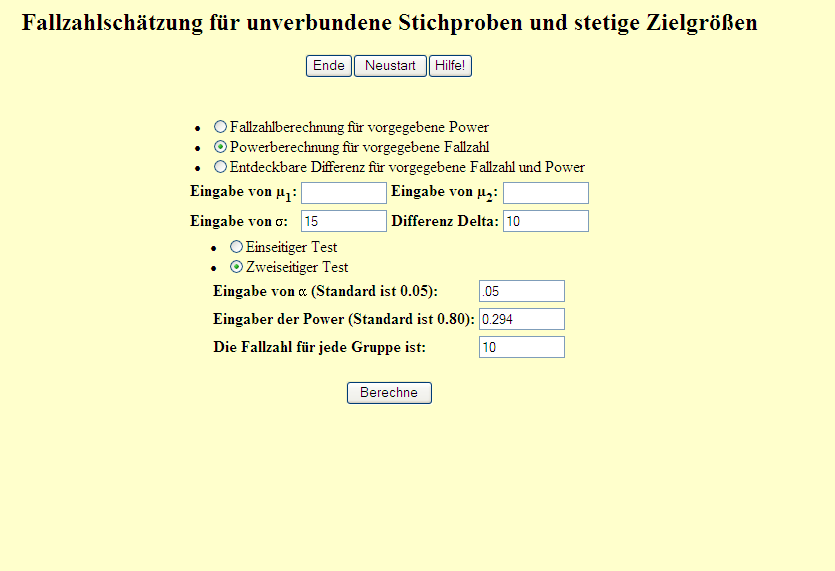 Fallzahlschätzung für unverbundene Stichproben und stetige Zielgrößen
Ende Neustart Hilfe!
Fallzahlberechnung für vorgegebene Power
Powerberechnung für vorgegebene Fallzahl
Entdeckbare Differenz für vorgegebene Fallzahl und Power
Eingabe von μ1: Eingabe von μ2:
Eingabe von σ: 15 Differenz Delta: 10
Einseitiger Test
Zweiseitiger Test
Eingabe von α (Standard ist 0.05): .05
Eingaber der Power (Standard ist 0.80): 0.294
Die Fallzahl für jede Gruppe ist: 10
Berechne